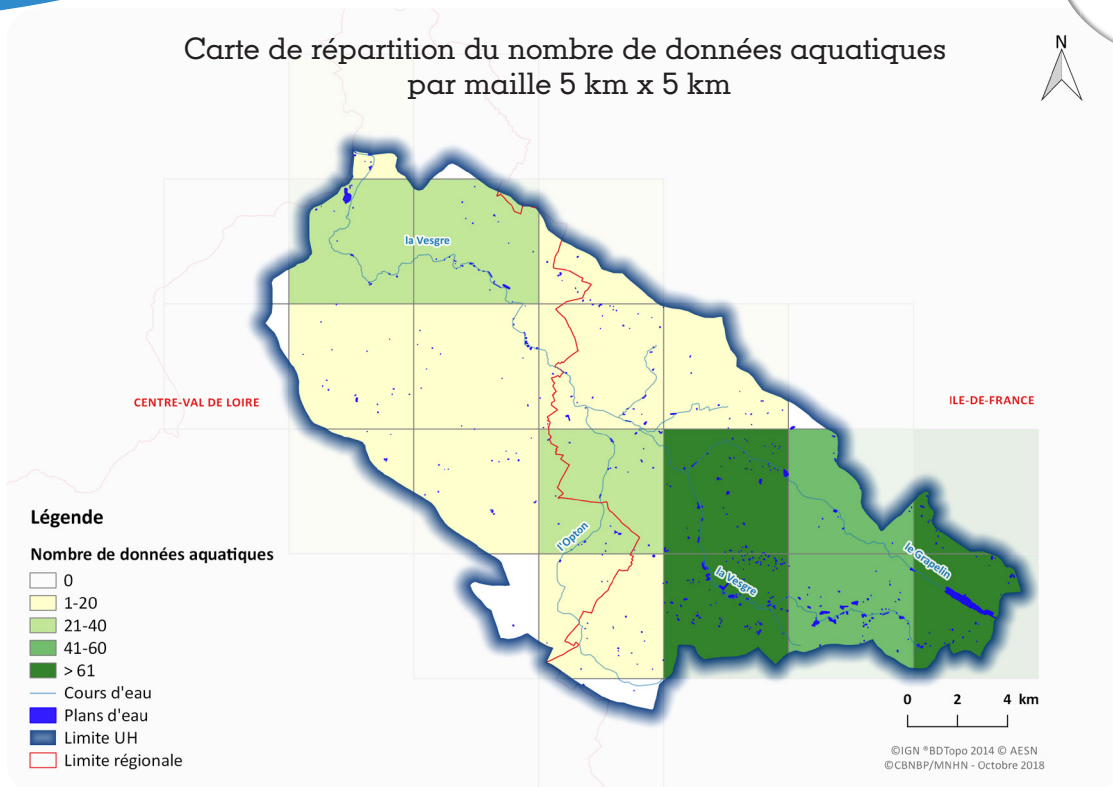 Carte de répartition du nombre de données aquatiques
par maille 5 km x 5 km
N
la Vesgre
CENTRE-VAL DE LOIRE
ILE-DE-FRANCE
l'Opton
la Vesgre
le Grapelin
Légende
Nombre de données aquatiques
0
1-20
21-40
41-60
> 61
Cours d'eau
Plans d'eau
Limite UH
Limite régionale
0 2 4 km
©IGN ®BDTopo 2014 © AESN
©CBNBP/MNHN - Octobre 2018